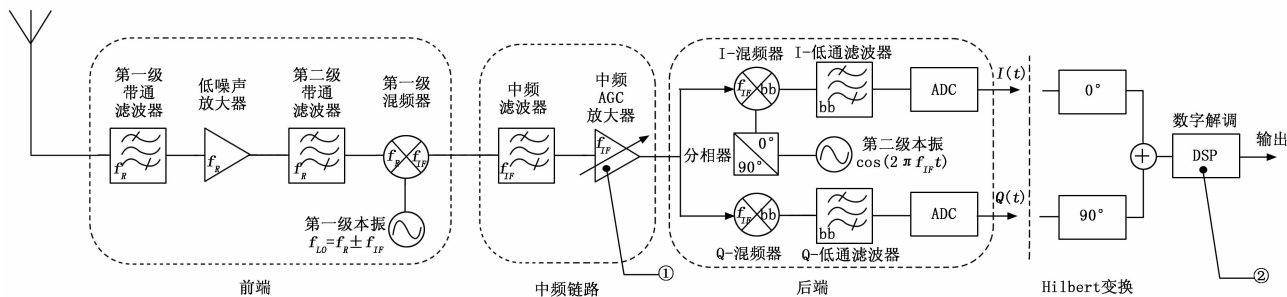 第一级
带通
滤波器
f_R
低噪声
放大器
f_R
第二级
带通
滤波器
f_R
第一级
混频器
f_R f_IF
第一级本振
f_LO=f_R±f_IF
前端
中频
滤波器
f_IF
中频
AGC
放大器
f_IF
①
中频链路
I-混频器
f_IF bb
I-低通滤波器
bb
ADC
I(t)
分相器
0°
90°
第二级本振
cos(2πf_IFt)
f_IF bb
Q-混频器
bb
Q-低通滤波器
ADC
Q(t)
后端
0°
90°
Hilbert变换
+
数字解调
DSP
输出
②